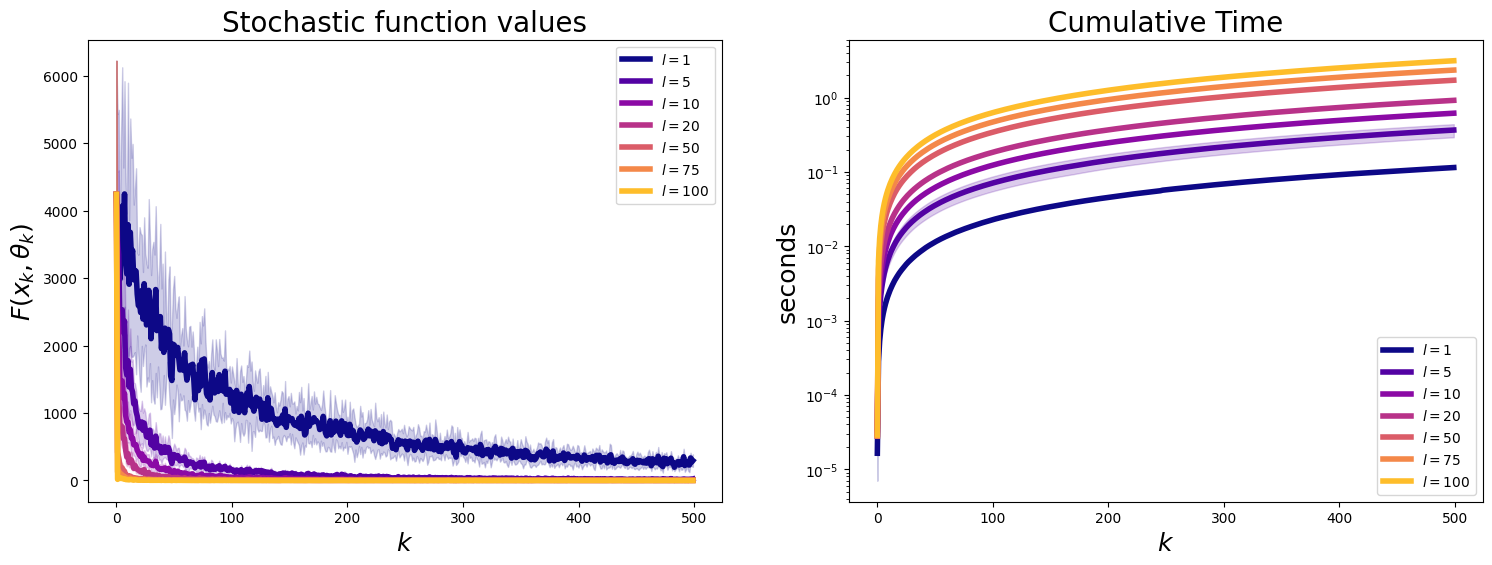 Stochastic function values
6000
5000
4000
3000
2000
1000
0
F(x_k, θ_k)
0 100 200 300 400 500
k
l = 1
l = 5
l = 10
l = 20
l = 50
l = 75
l = 100
Cumulative Time
10^0
10^{-1}
10^{-2}
10^{-3}
10^{-4}
10^{-5}
seconds
0 100 200 300 400 500
k
l = 1
l = 5
l = 10
l = 20
l = 50
l = 75
l = 100